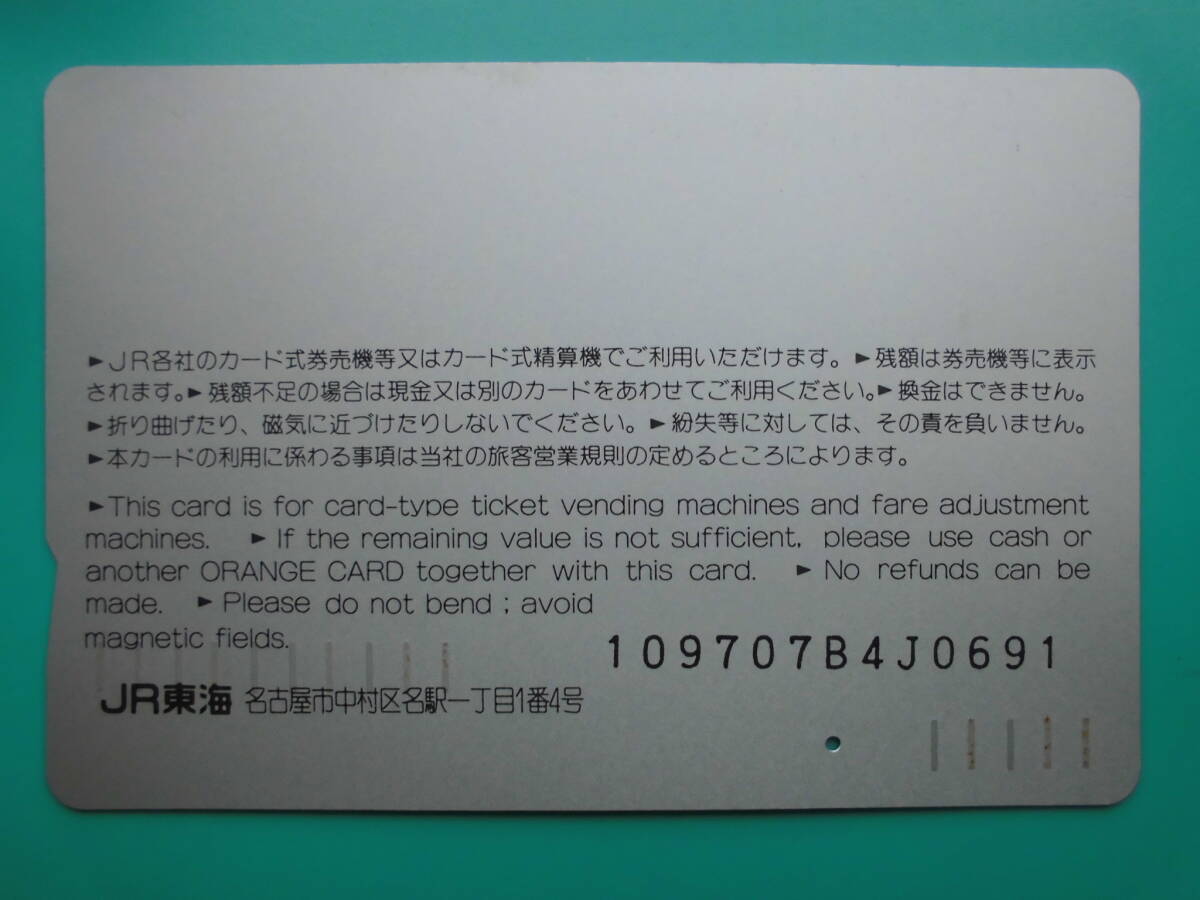 ►JR各社のカード式券売機等又はカード式精算機でご利用いただけます。►残額は券売機等に表示
されます。►残額不足の場合は現金又は別のカードをあわせてご利用ください。►換金はできません。
►折り曲げたり、磁気に近づけたりしないでください。►紛失等に対しては、その責を負いません。
►本カードの利用に係わる事項は当社の旅客営業規則の定めるところによります。
►This card is for card-type ticket vending machines and fare adjustment
machines. ►If the remaining value is not sufficient, please use cash or
another ORANGE CARD together with this card. ►No refunds can be
made. ►Please do not bend; avoid
magnetic fields.
109707B4J0691
JR東海 名古屋市中村区名駅一丁目1番4号